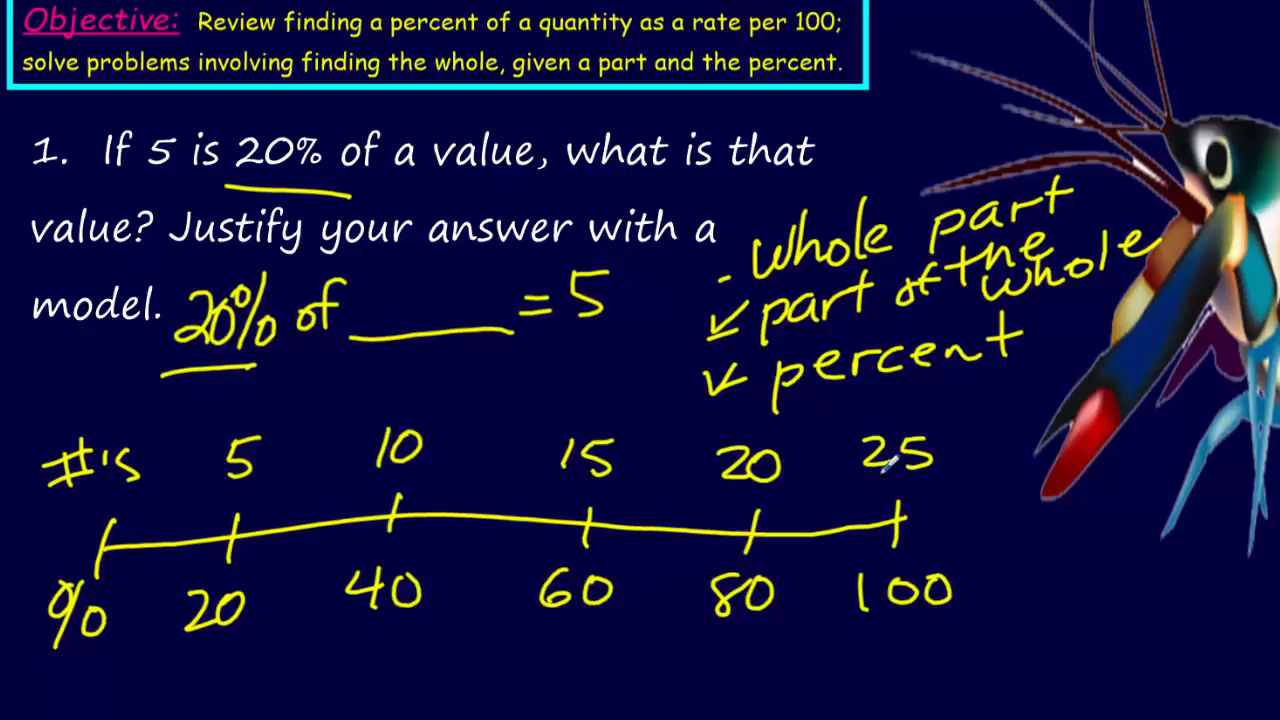 Objective: Review finding a percent of a quantity as a rate per 100;
solve problems involving finding the whole, given a part and the percent.
1. If 5 is 20% of a value, what is that
value? Justify your answer with a
model. 20% of ______ = 5
- whole part
✓ part of the whole
✓ percent
#'s 5 10 15 20 25
% 20 40 60 80 100